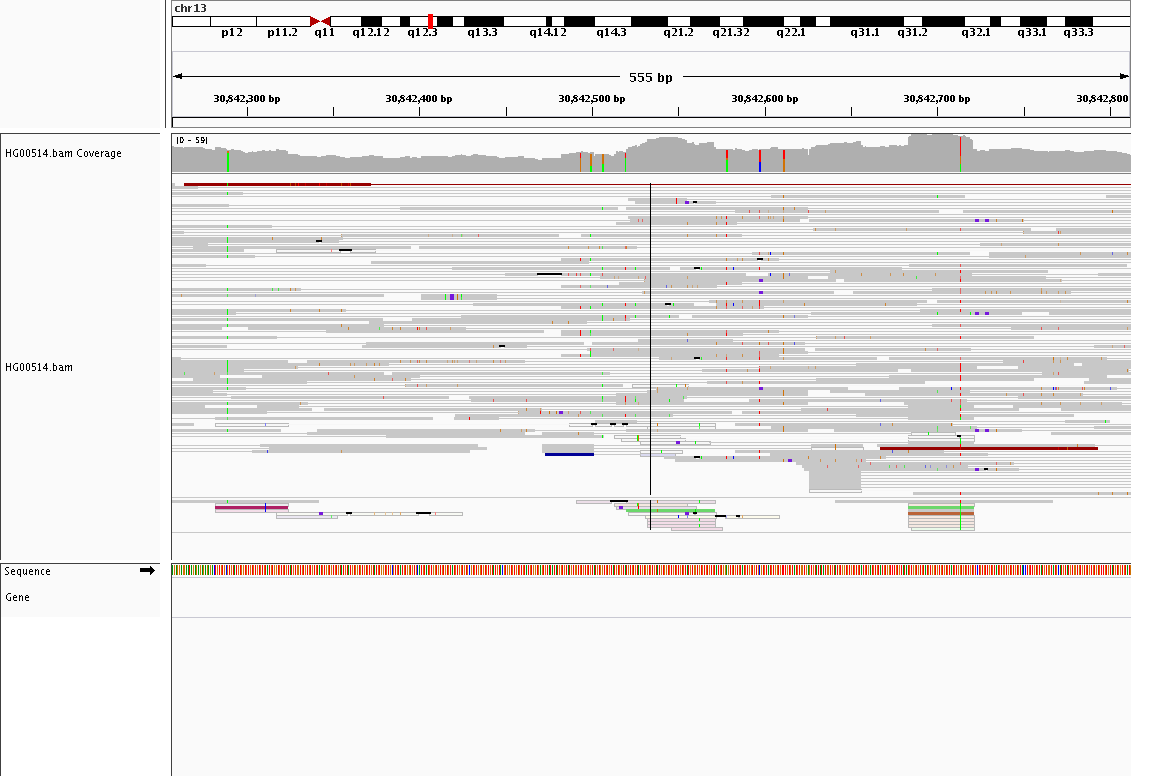 chr13
p12 p11.2 q11 q12.12 q12.3 q13.3 q14.12 q14.3 q21.2 q21.32 q22.1 q31.1 q31.2 q32.1 q33.1 q33.3
555 bp
30,842,300 bp 30,842,400 bp 30,842,500 bp 30,842,600 bp 30,842,700 bp 30,842,800
HG00514.bam Coverage
[0 - 59)
HG00514.bam
Sequence
Gene